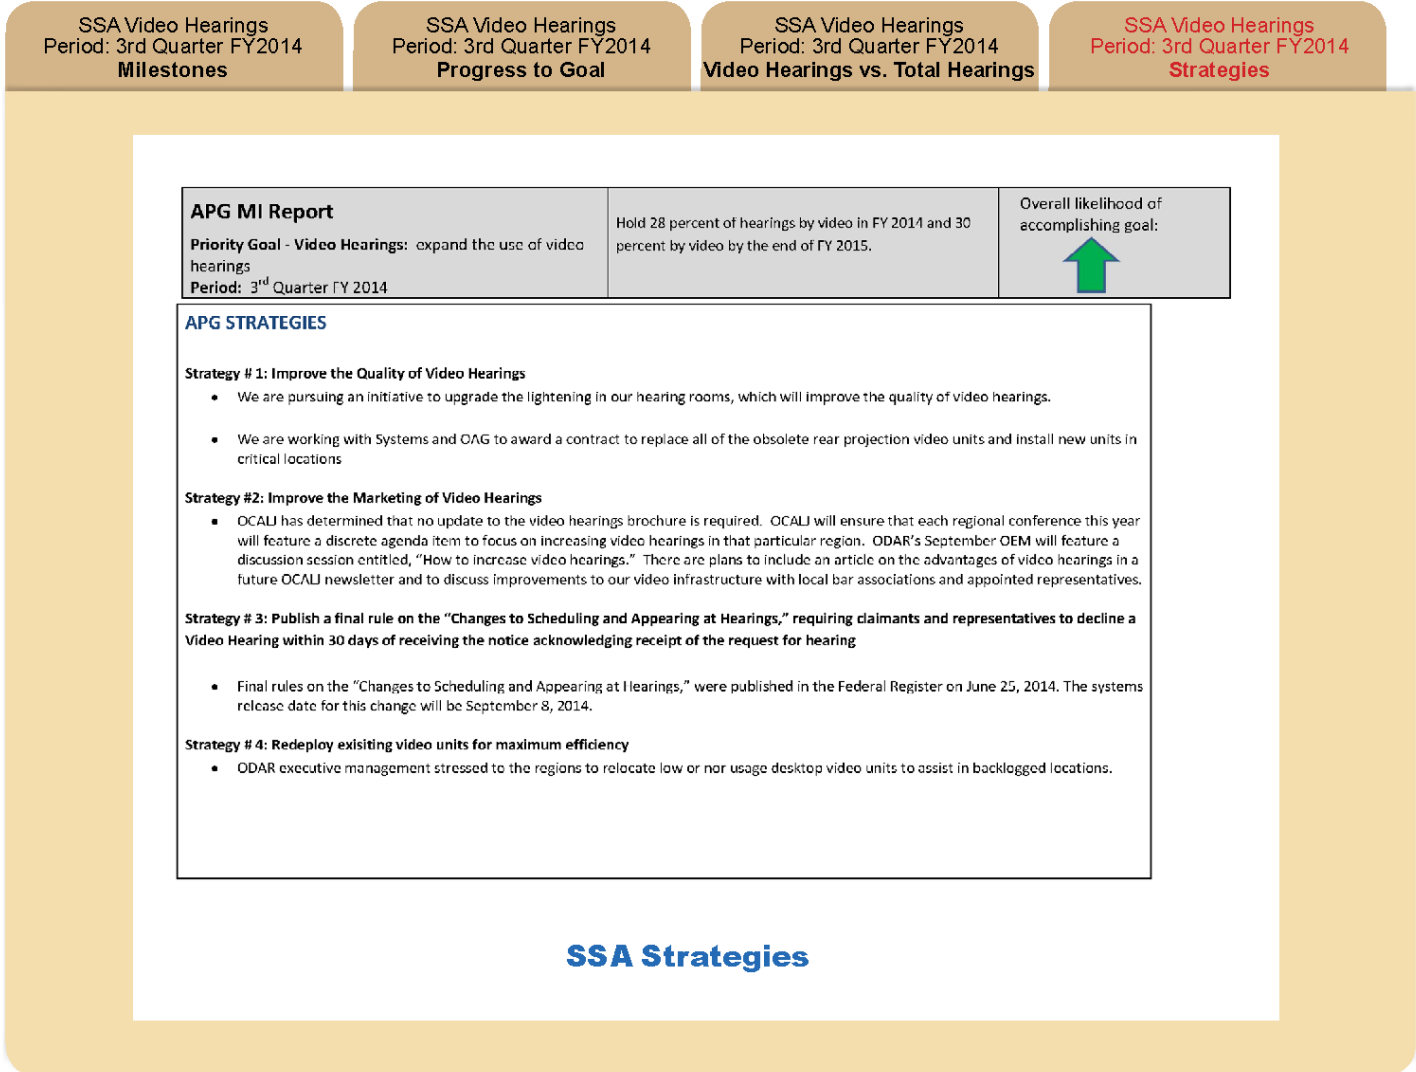 SSA Video Hearings
Period: 3rd Quarter FY2014
Milestones
SSA Video Hearings
Period: 3rd Quarter FY2014
Progress to Goal
SSA Video Hearings
Period: 3rd Quarter FY2014
Video Hearings vs. Total Hearings
SSA Video Hearings
Period: 3rd Quarter FY2014
Strategies
APG MI Report
Priority Goal - Video Hearings: expand the use of video
hearings
Period: 3rd Quarter FY 2014
Hold 28 percent of hearings by video in FY 2014 and 30
percent by video by the end of FY 2015.
Overall likelihood of
accomplishing goal:
APG STRATEGIES
Strategy # 1: Improve the Quality of Video Hearings
• We are pursuing an initiative to upgrade the lightening in our hearing rooms, which will improve the quality of video hearings.
• We are working with Systems and OAG to award a contract to replace all of the obsolete rear projection video units and install new units in
critical locations
Strategy #2: Improve the Marketing of Video Hearings
• OCALJ has determined that no update to the video hearings brochure is required. OCALJ will ensure that each regional conference this year
will feature a discrete agenda item to focus on increasing video hearings in that particular region. ODAR's September OEM will feature a
discussion session entitled, “How to increase video hearings.” There are plans to include an article on the advantages of video hearings in a
future OCALJ newsletter and to discuss improvements to our video infrastructure with local bar associations and appointed representatives.
Strategy # 3: Publish a final rule on the “Changes to Scheduling and Appearing at Hearings,” requiring claimants and representatives to decline a
Video Hearing within 30 days of receiving the notice acknowledging receipt of the request for hearing
• Final rules on the “Changes to Scheduling and Appearing at Hearings,” were published in the Federal Register on June 25, 2014. The systems
release date for this change will be September 8, 2014.
Strategy # 4: Redeploy exisiting video units for maximum efficiency
• ODAR executive management stressed to the regions to relocate low or nor usage desktop video units to assist in backlogged locations.
SSA Strategies